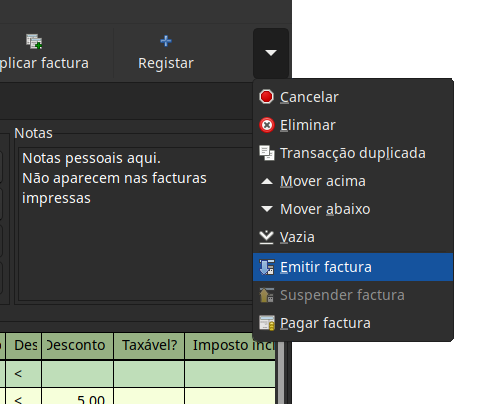 plicar factura
Registar
Notas
Notas pessoais aqui.
Não aparecem nas facturas
impressas
Cancelar
Eliminar
Transacção duplicada
Mover acima
Mover abaixo
Vazia
Emitir factura
Suspender factura
Pagar factura
Des Desconto Taxável? Imposto incl
<
< 5,00